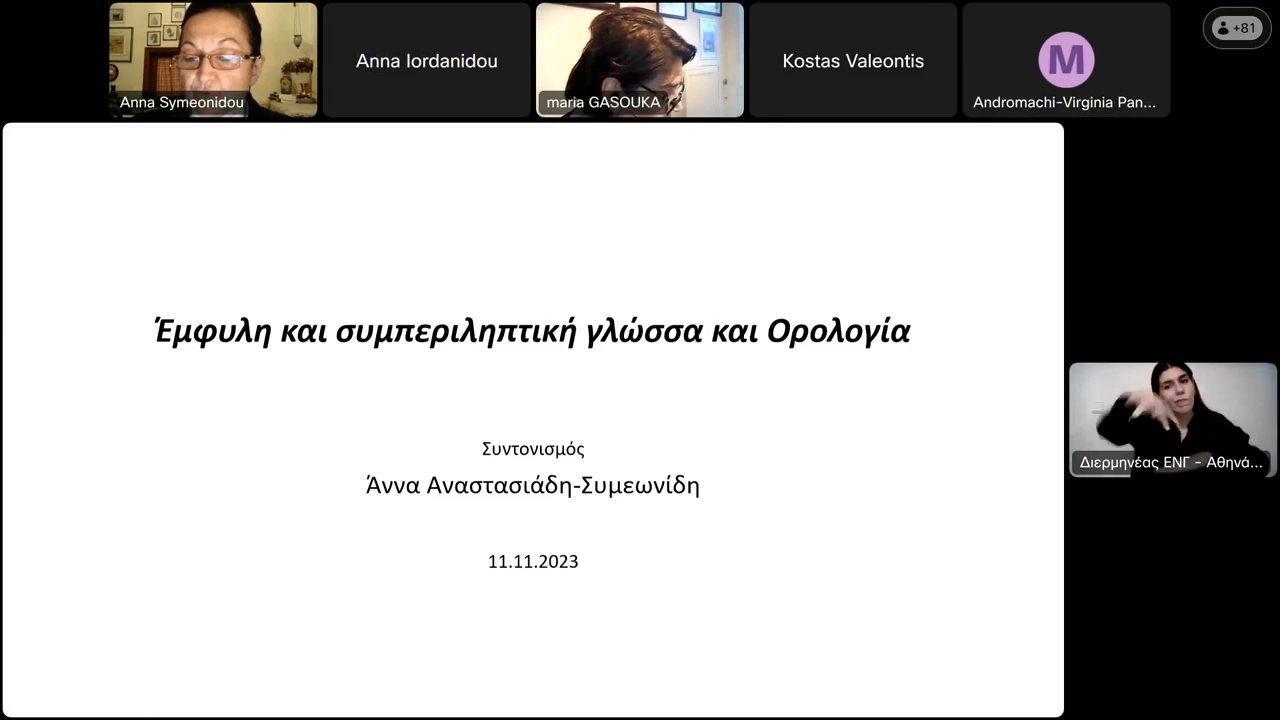 Anna Symeonidou
Anna Iordanidou
maria GASOUKA
Kostas Valeontis
M
Andromachi-Virginia Pan...
+81
Έμφυλη και συμπεριληπτική γλώσσα και Ορολογία
Συντονισμός
Άννα Αναστασιάδη-Συμεωνίδη
11.11.2023
Διερμηνέας ΕΝΓ - Αθηνά...